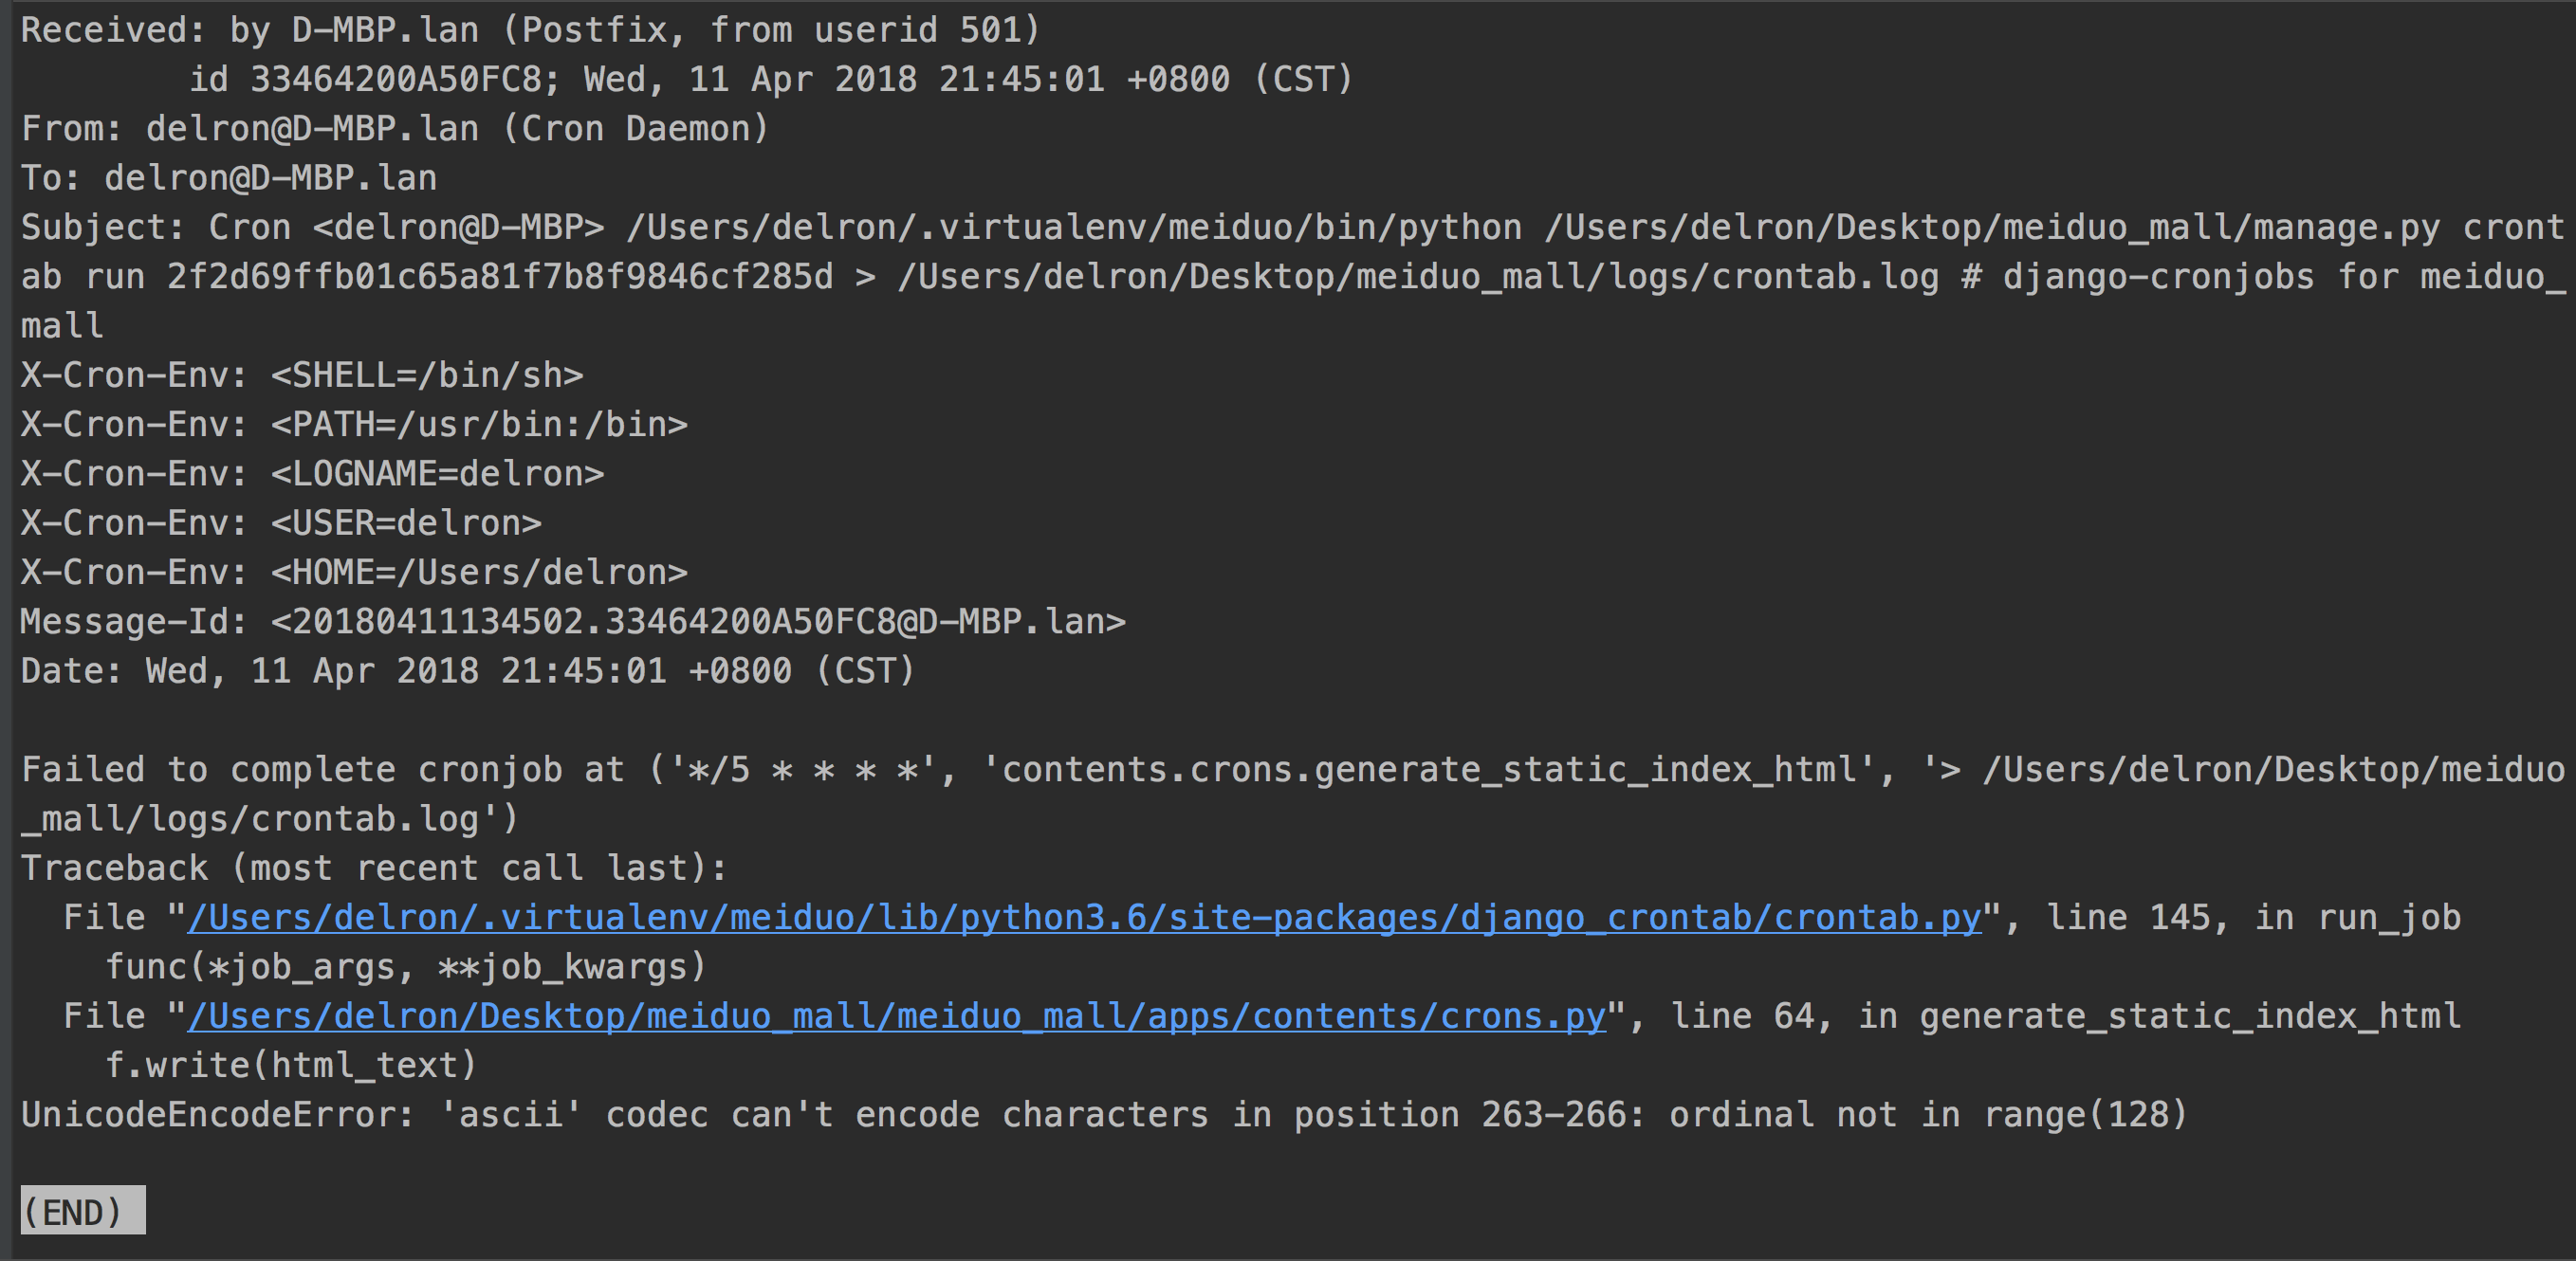 Received: by D-MBP.lan (Postfix, from userid 501)
        id 33464200A50FC8; Wed, 11 Apr 2018 21:45:01 +0800 (CST)
From: delron@D-MBP.lan (Cron Daemon)
To: delron@D-MBP.lan
Subject: Cron <delron@D-MBP> /Users/delron/.virtualenv/meiduo/bin/python /Users/delron/Desktop/meiduo_mall/manage.py cront
ab run 2f2d69ffb01c65a81f7b8f9846cf285d > /Users/delron/Desktop/meiduo_mall/logs/crontab.log # django-cronjobs for meiduo_
mall
X-Cron-Env: <SHELL=/bin/sh>
X-Cron-Env: <PATH=/usr/bin:/bin>
X-Cron-Env: <LOGNAME=delron>
X-Cron-Env: <USER=delron>
X-Cron-Env: <HOME=/Users/delron>
Message-Id: <20180411134502.33464200A50FC8@D-MBP.lan>
Date: Wed, 11 Apr 2018 21:45:01 +0800 (CST)

Failed to complete cronjob at ('*/5 * * * *', 'contents.crons.generate_static_index_html', '> /Users/delron/Desktop/meiduo
_mall/logs/crontab.log')
Traceback (most recent call last):
  File "/Users/delron/.virtualenv/meiduo/lib/python3.6/site-packages/django_crontab/crontab.py", line 145, in run_job
    func(*job_args, **job_kwargs)
  File "/Users/delron/Desktop/meiduo_mall/meiduo_mall/apps/contents/crons.py", line 64, in generate_static_index_html
    f.write(html_text)
UnicodeEncodeError: 'ascii' codec can't encode characters in position 263-266: ordinal not in range(128)

(END)